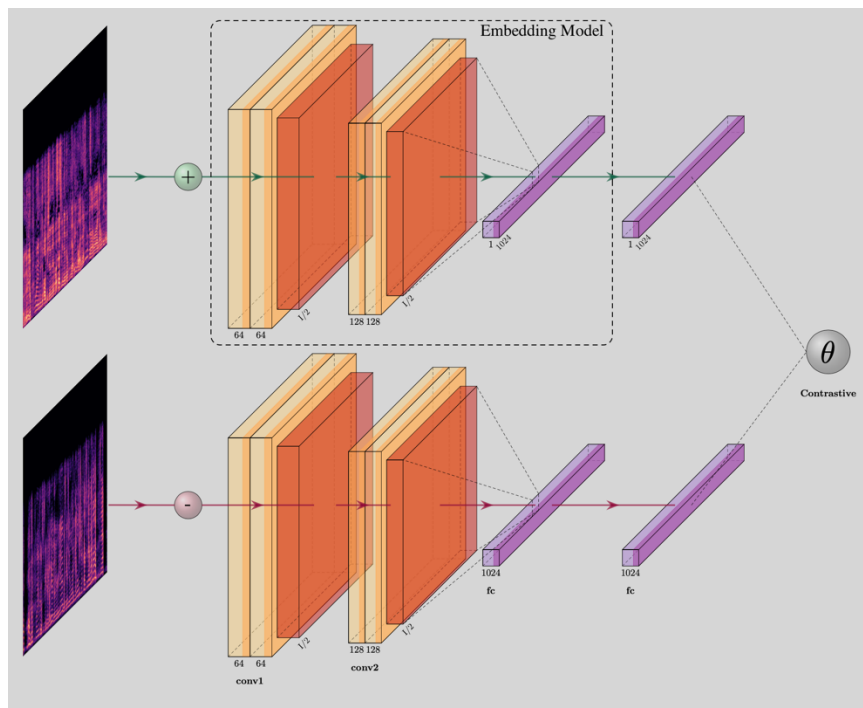 Embedding Model
+
64 64
1/2
128 128
1/2
1
1024
1
1024
θ
Contrastive
-
64 64
1/2
conv1
128 128
1/2
conv2
1024
fc
1024
fc